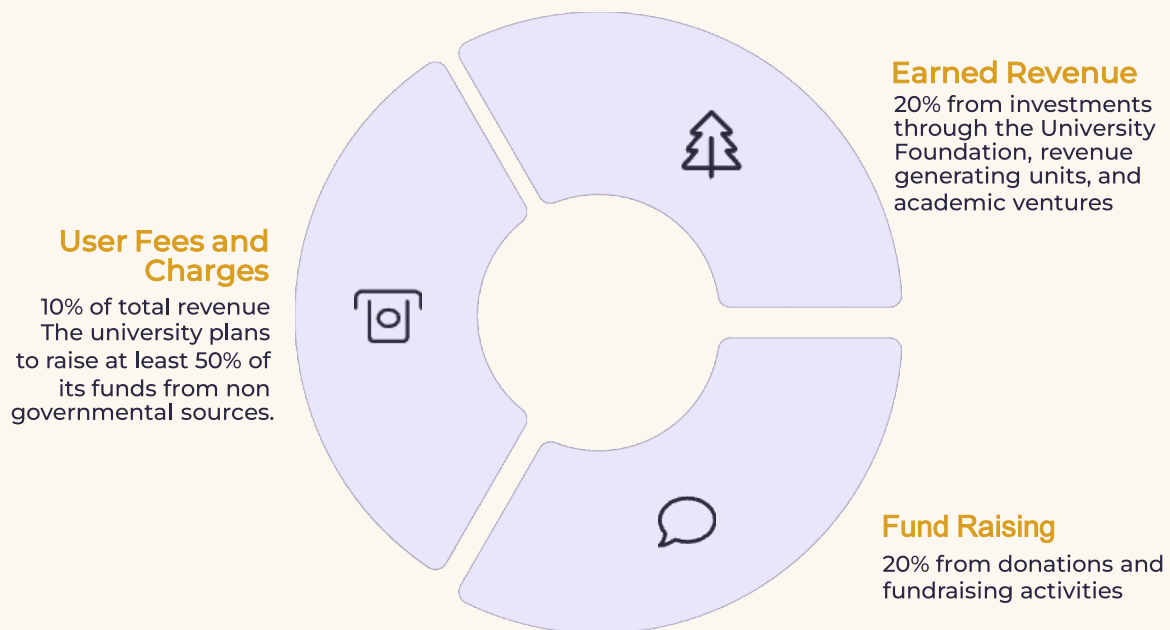 Earned Revenue
20% from investments
through the University
Foundation, revenue
generating units, and
academic ventures
User Fees and
Charges
10% of total revenue
The university plans
to raise at least 50% of
its funds from non
governmental sources.
Fund Raising
20% from donations and
fundraising activities